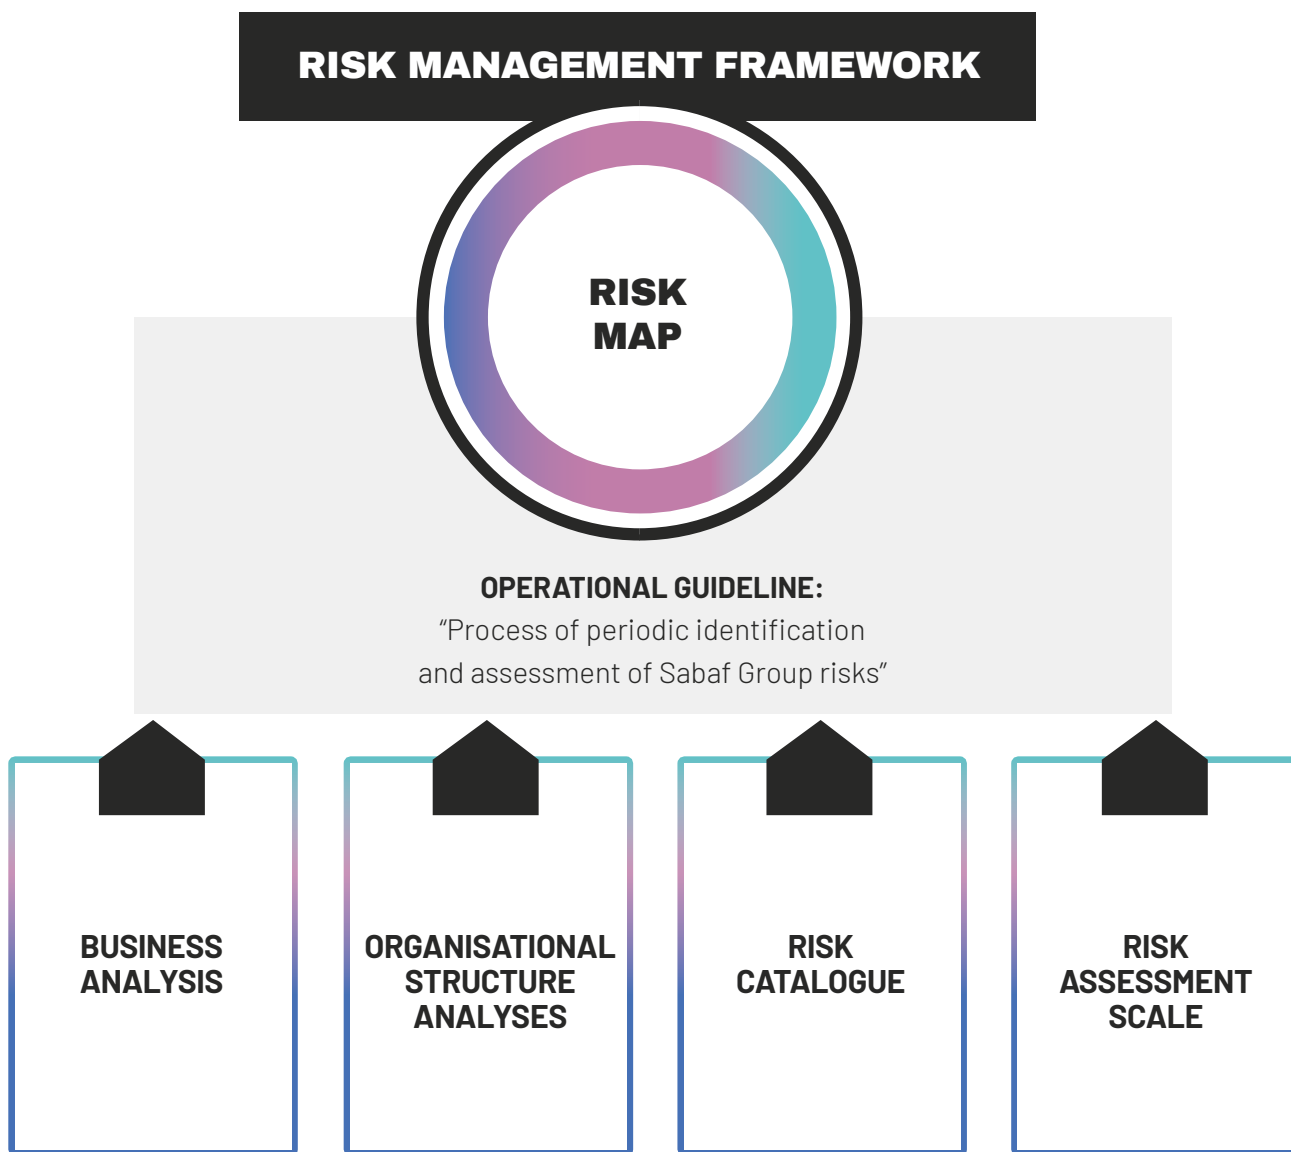 RISK MANAGEMENT FRAMEWORK
RISK
MAP
OPERATIONAL GUIDELINE:
“Process of periodic identification
and assessment of Sabaf Group risks”
BUSINESS
ANALYSIS
ORGANISATIONAL
STRUCTURE
ANALYSES
RISK
CATALOGUE
RISK
ASSESSMENT
SCALE